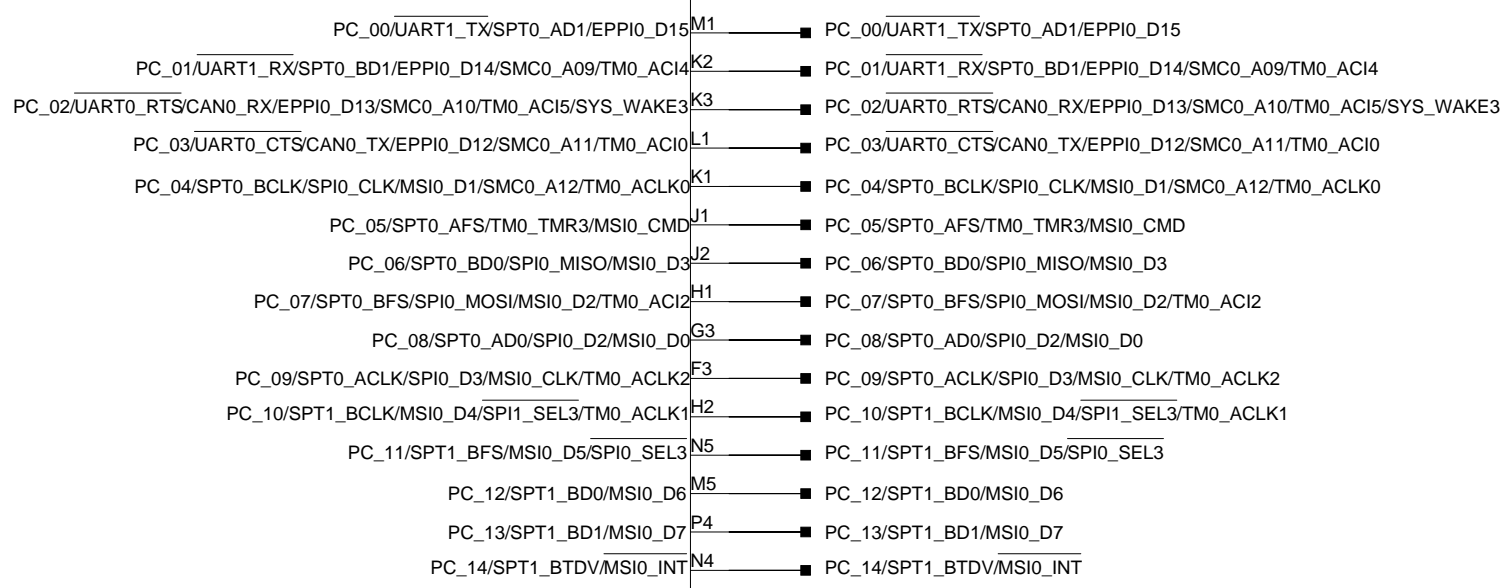 PC_00/UART1_TX/SPT0_AD1/EPPI0_D15 M1 PC_00/UART1_TX/SPT0_AD1/EPPI0_D15
PC_01/UART1_RX/SPT0_BD1/EPPI0_D14/SMC0_A09/TM0_ACI4 K2 PC_01/UART1_RX/SPT0_BD1/EPPI0_D14/SMC0_A09/TM0_ACI4
PC_02/UART0_RTS/CAN0_RX/EPPI0_D13/SMC0_A10/TM0_ACI5/SYS_WAKE3 K3 PC_02/UART0_RTS/CAN0_RX/EPPI0_D13/SMC0_A10/TM0_ACI5/SYS_WAKE3
PC_03/UART0_CTS/CAN0_TX/EPPI0_D12/SMC0_A11/TM0_ACI0 L1 PC_03/UART0_CTS/CAN0_TX/EPPI0_D12/SMC0_A11/TM0_ACI0
PC_04/SPT0_BCLK/SPI0_CLK/MSI0_D1/SMC0_A12/TM0_ACLK0 K1 PC_04/SPT0_BCLK/SPI0_CLK/MSI0_D1/SMC0_A12/TM0_ACLK0
PC_05/SPT0_AFS/TM0_TMR3/MSI0_CMD J1 PC_05/SPT0_AFS/TM0_TMR3/MSI0_CMD
PC_06/SPT0_BD0/SPI0_MISO/MSI0_D3 J2 PC_06/SPT0_BD0/SPI0_MISO/MSI0_D3
PC_07/SPT0_BFS/SPI0_MOSI/MSI0_D2/TM0_ACI2 H1 PC_07/SPT0_BFS/SPI0_MOSI/MSI0_D2/TM0_ACI2
PC_08/SPT0_AD0/SPI0_D2/MSI0_D0 G3 PC_08/SPT0_AD0/SPI0_D2/MSI0_D0
PC_09/SPT0_ACLK/SPI0_D3/MSI0_CLK/TM0_ACLK2 F3 PC_09/SPT0_ACLK/SPI0_D3/MSI0_CLK/TM0_ACLK2
PC_10/SPT1_BCLK/MSI0_D4/SPI1_SEL3/TM0_ACLK1 H2 PC_10/SPT1_BCLK/MSI0_D4/SPI1_SEL3/TM0_ACLK1
PC_11/SPT1_BFS/MSI0_D5/SPI0_SEL3 N5 PC_11/SPT1_BFS/MSI0_D5/SPI0_SEL3
PC_12/SPT1_BD0/MSI0_D6 M5 PC_12/SPT1_BD0/MSI0_D6
PC_13/SPT1_BD1/MSI0_D7 P4 PC_13/SPT1_BD1/MSI0_D7
PC_14/SPT1_BTDV/MSI0_INT N4 PC_14/SPT1_BTDV/MSI0_INT